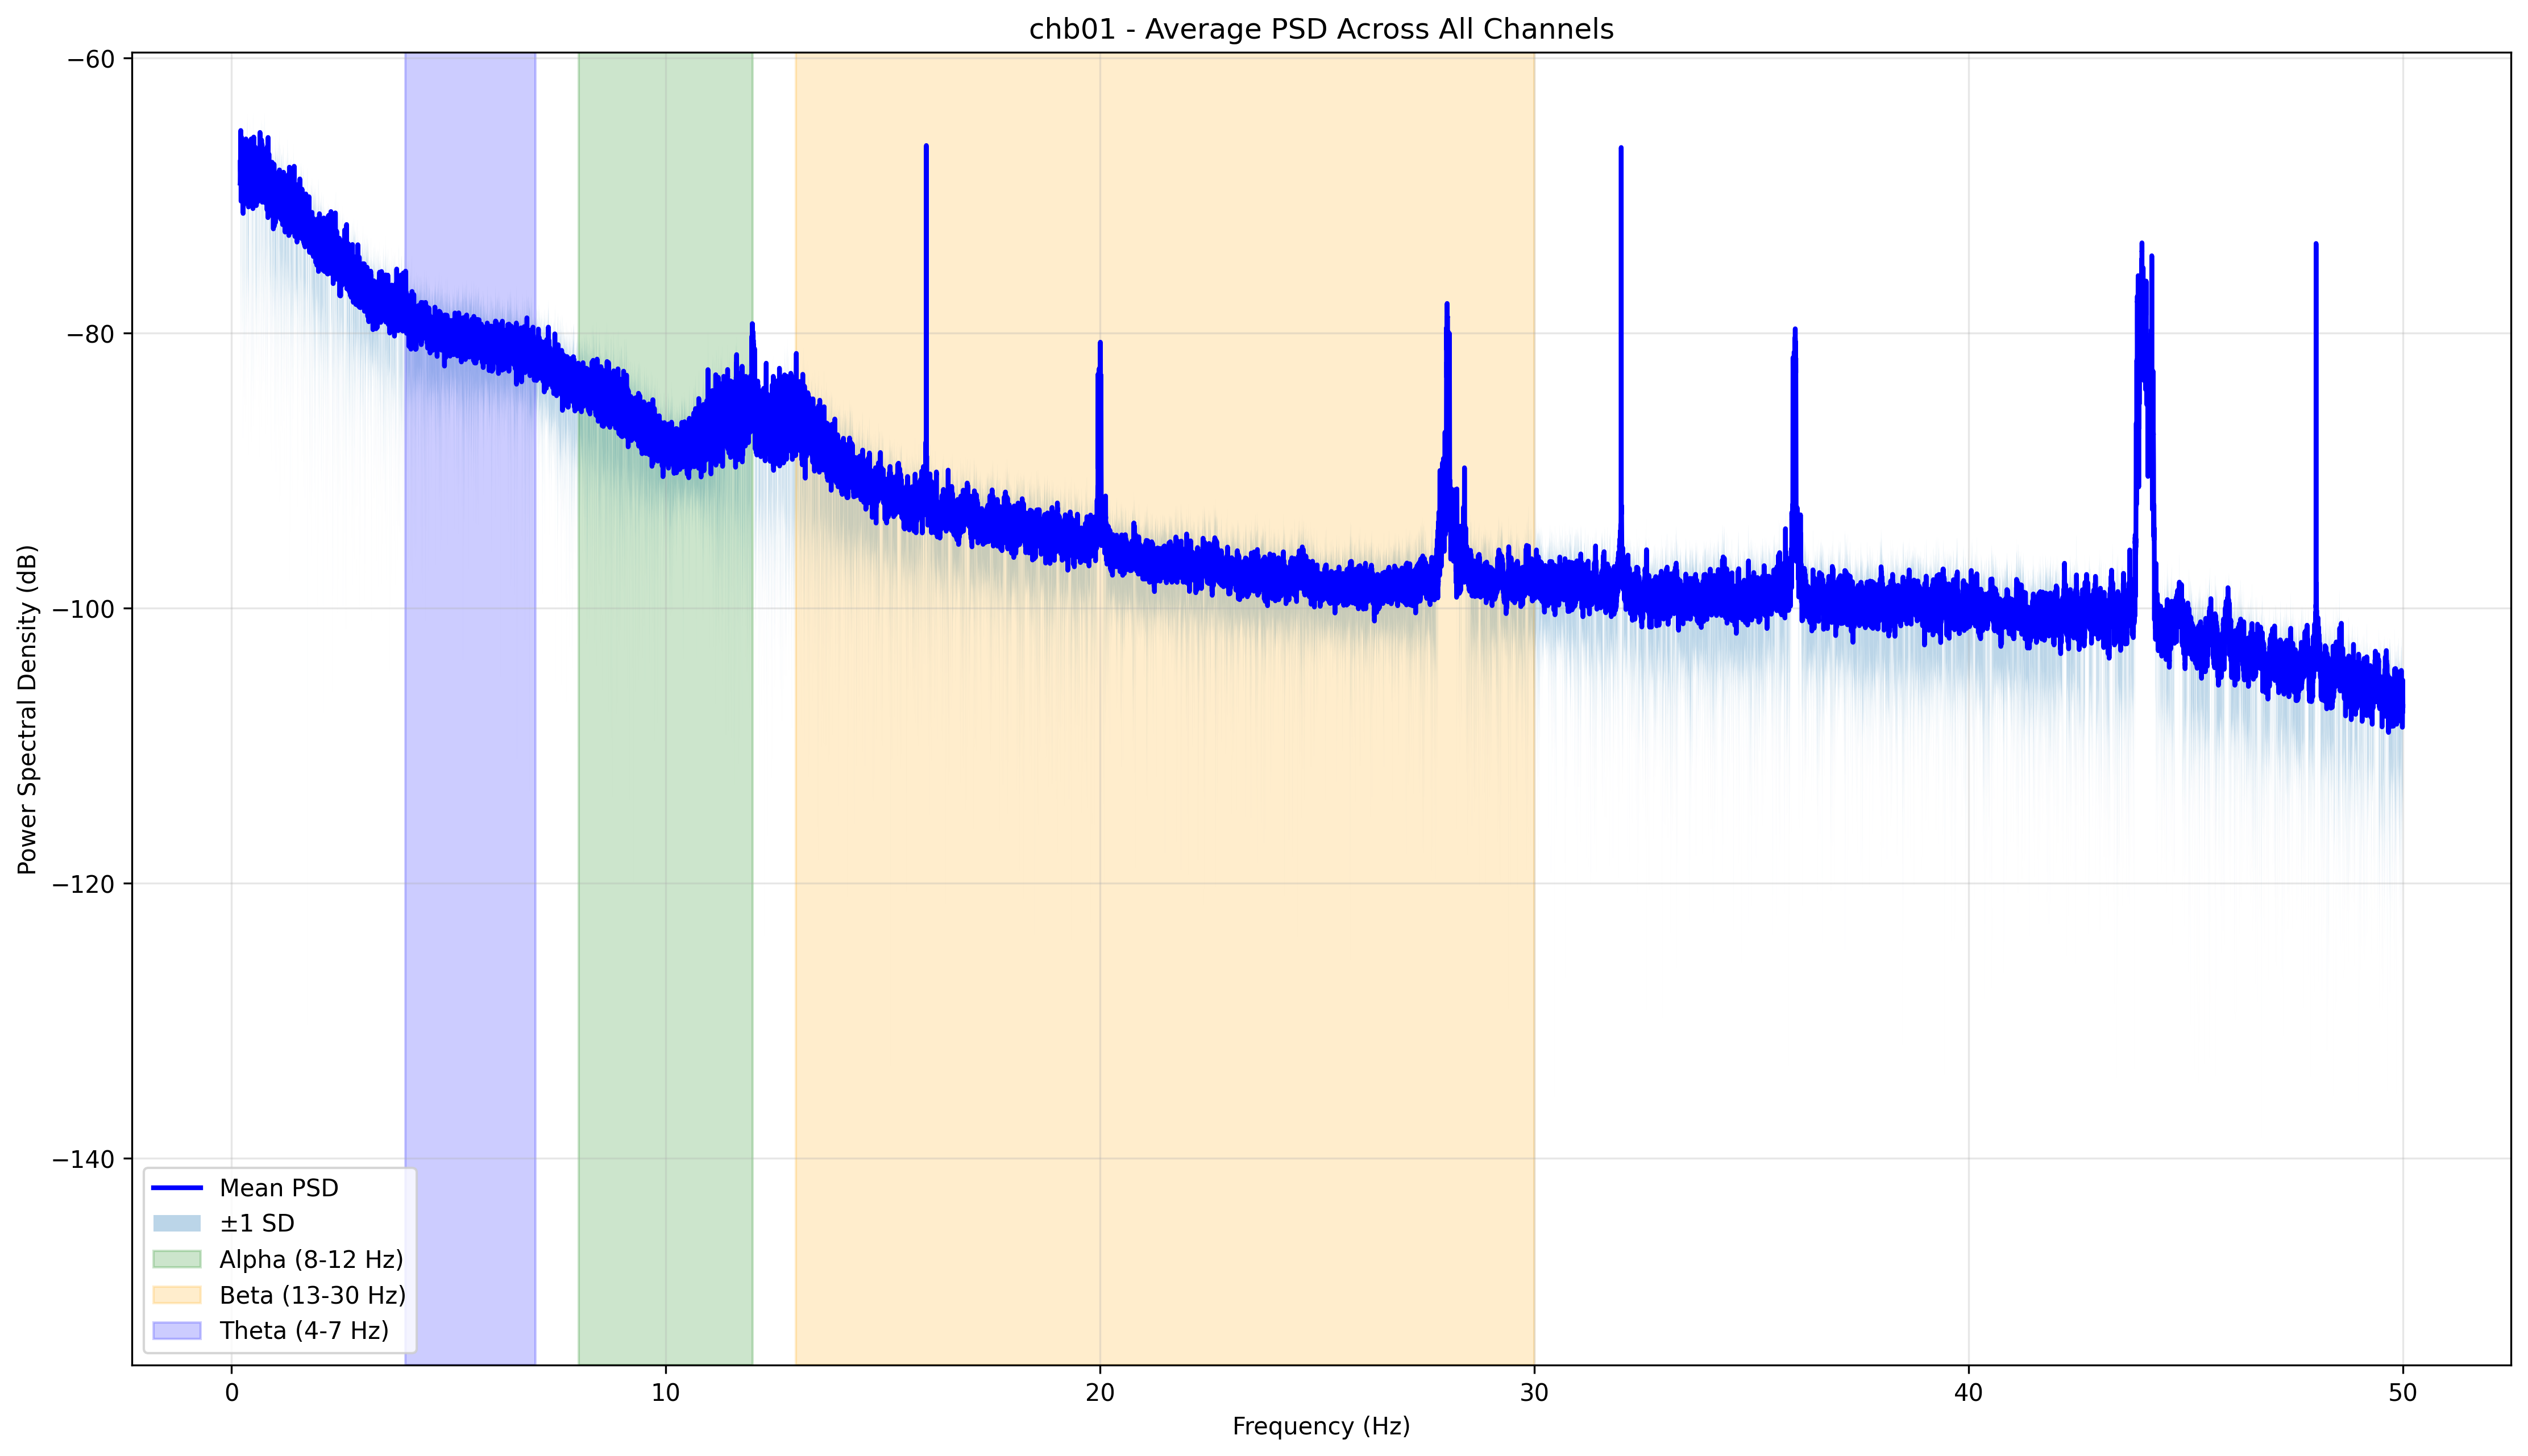 chb01 - Average PSD Across All Channels
Power Spectral Density (dB)
−60
−80
−100
−120
−140
Mean PSD
±1 SD
Alpha (8-12 Hz)
Beta (13-30 Hz)
Theta (4-7 Hz)
0 10 20 30 40 50
Frequency (Hz)